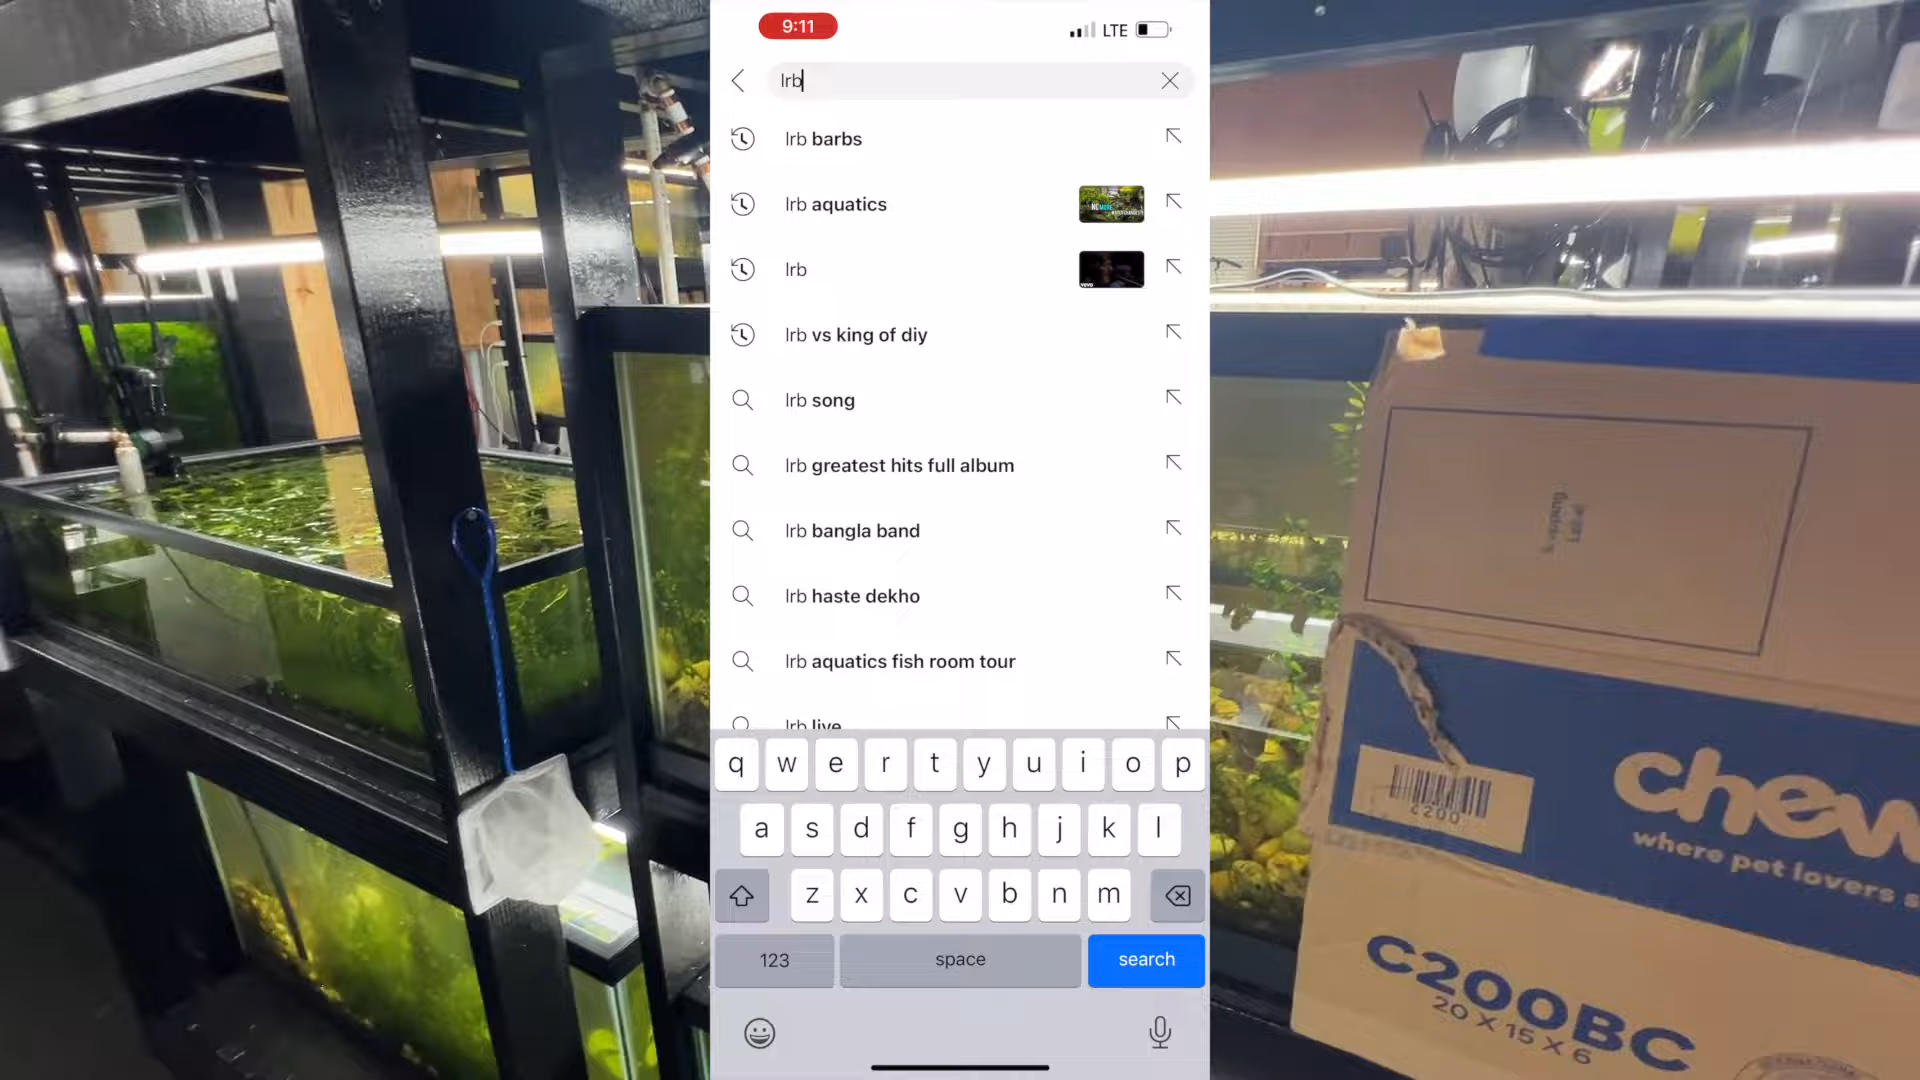 9:11
LTE
lrb
lrb barbs
lrb aquatics
lrb
lrb vs king of diy
lrb song
lrb greatest hits full album
lrb bangla band
lrb haste dekho
lrb aquatics fish room tour
lrb live
q w e r t y u i o p
a s d f g h j k l
z x c v b n m
123
space
search
vevo
C200
chew
where pet lovers s
C200BC
20 X 15 X 6